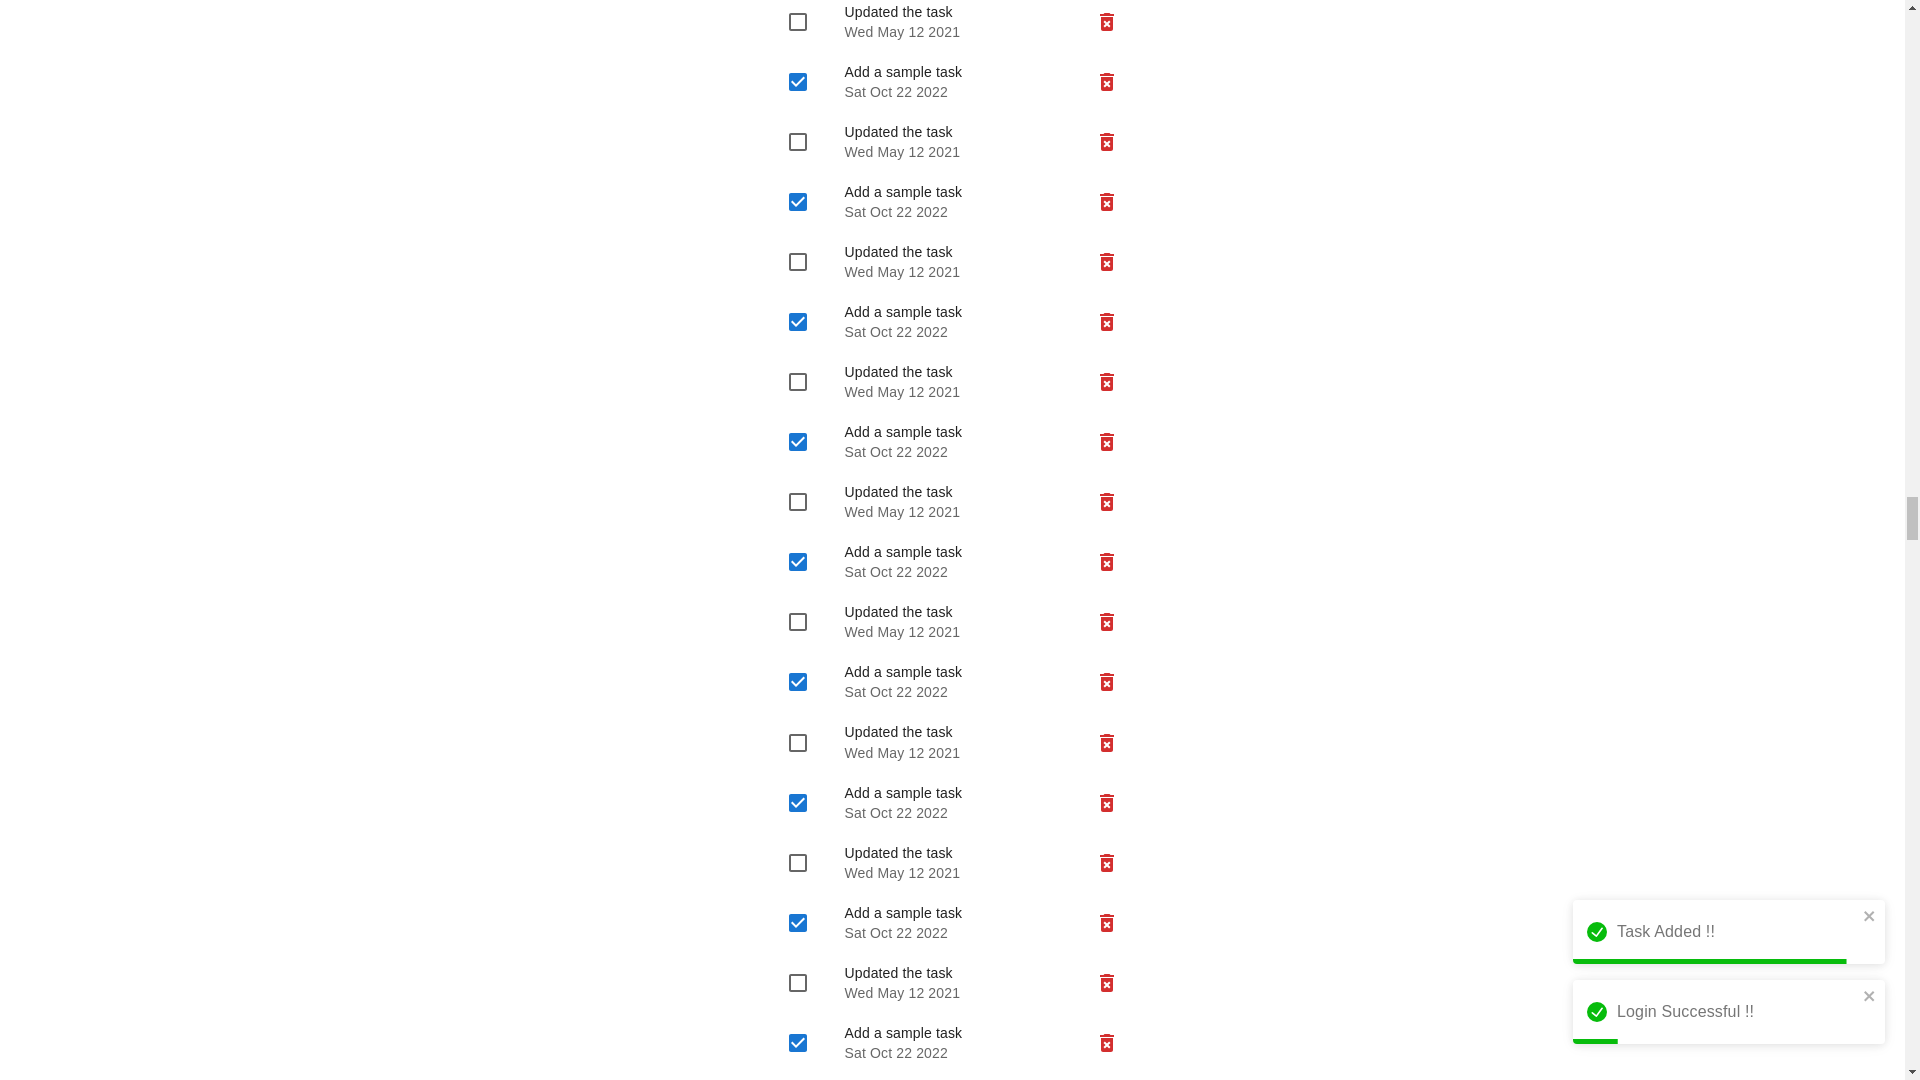 Updated the task
Wed May 12 2021
Add a sample task
Sat Oct 22 2022
Updated the task
Wed May 12 2021
Add a sample task
Sat Oct 22 2022
Updated the task
Wed May 12 2021
Add a sample task
Sat Oct 22 2022
Updated the task
Wed May 12 2021
Add a sample task
Sat Oct 22 2022
Updated the task
Wed May 12 2021
Add a sample task
Sat Oct 22 2022
Updated the task
Wed May 12 2021
Add a sample task
Sat Oct 22 2022
Updated the task
Wed May 12 2021
Add a sample task
Sat Oct 22 2022
Updated the task
Wed May 12 2021
Add a sample task
Sat Oct 22 2022
Updated the task
Wed May 12 2021
Add a sample task
Sat Oct 22 2022
Task Added !!
Login Successful !!